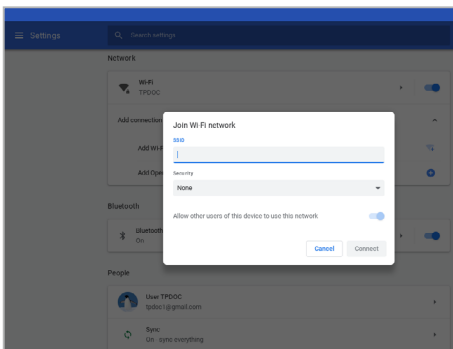 Settings
Search settings
Network
Wi-Fi
TPDOC
Add connection
Add Wi-F
Add Ope
Join Wi-Fi network
SSID
Security
None
Allow other users of this device to use this network
Cancel
Connect
Bluetooth
Bluetooth
On
People
User TPDOC
tpdoc1@gmail.com
Sync
On - sync everything